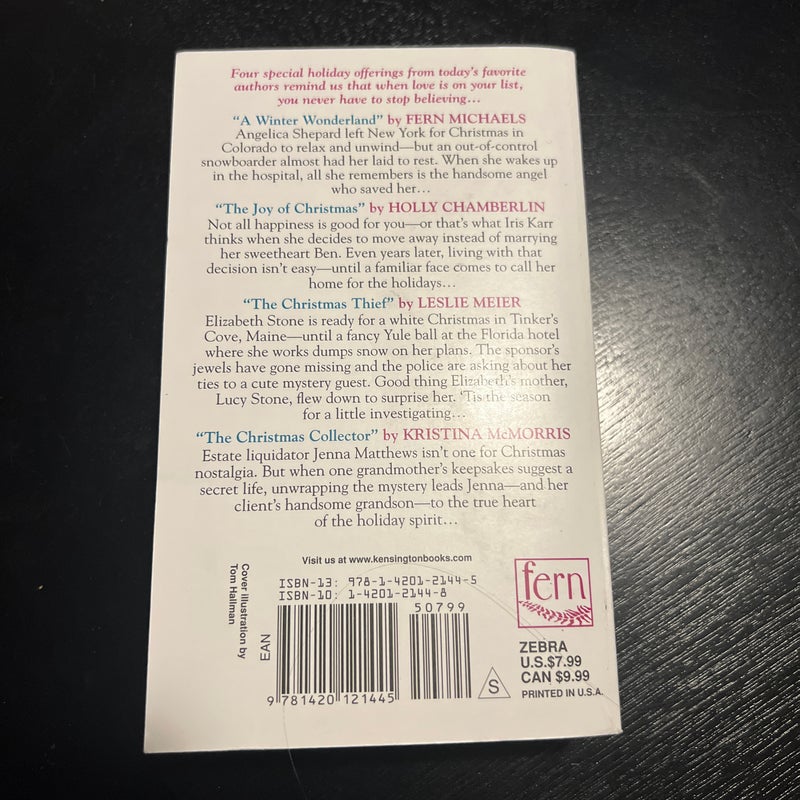 Four special holiday offerings from today's favorite
authors remind us that when love is on your list,
you never have to stop believing…
"A Winter Wonderland" by FERN MICHAELS
Angelica Shepard left New York for Christmas in
Colorado to relax and unwind—but an out-of-control
snowboarder almost had her laid to rest. When she wakes up
in the hospital, all she remembers is the handsome angel
who saved her…
"The Joy of Christmas" by HOLLY CHAMBERLIN
Not all happiness is good for you—or that's what Iris Karr
thinks when she decides to move away instead of marrying
her sweetheart Ben. Even years later, living with that
decision isn't easy—until a familiar face comes to call her
home for the holidays…
"The Christmas Thief" by LESLIE MEIER
Elizabeth Stone is ready for a white Christmas in Tinker's
Cove, Maine—until a fancy Yule ball at the Florida hotel
where she works dumps snow on her plans. The sponsor's
jewels have gone missing and the police are asking about her
ties to a cute mystery guest. Good thing Elizabeth's mother,
Lucy Stone, flew down to surprise her. 'Tis the season
for a little investigating…
"The Christmas Collector" by KRISTINA McMORRIS
Estate liquidator Jenna Matthews isn't one for Christmas
nostalgia. But when one grandmother's keepsakes suggest a
secret life, unwrapping the mystery leads Jenna—and her
client's handsome grandson—to the true heart
of the holiday spirit…
Visit us at www.kensingtonbooks.com
Cover illustration by
Tom Hallman
EAN
ISBN-13: 978-1-4201-2144-5
ISBN-10: 1-4201-2144-8
50799
9 781420 121445
S
fern
ZEBRA
U.S.$7.99
CAN $9.99
PRINTED IN U.S.A.